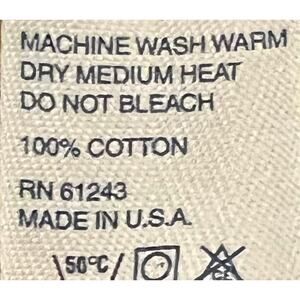 MACHINE WASH WARM
DRY MEDIUM HEAT
DO NOT BLEACH
100% COTTON
RN 61243
MADE IN U.S.A.
50°C